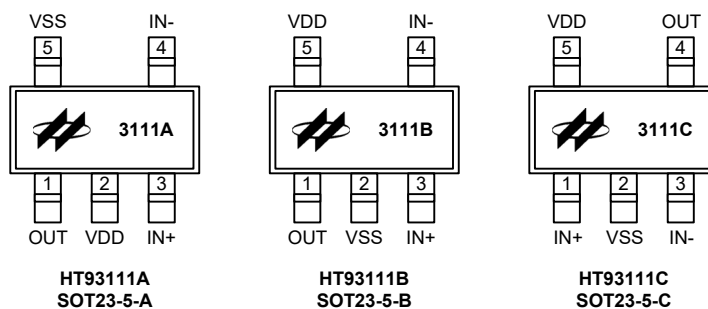 VSS IN- VDD IN- VDD OUT
5 4 5 4 5 4
3111A 3111B 3111C
1 2 3 1 2 3 1 2 3
OUT VDD IN+ OUT VSS IN+ IN+ VSS IN-
HT93111A HT93111B HT93111C
SOT23-5-A SOT23-5-B SOT23-5-C